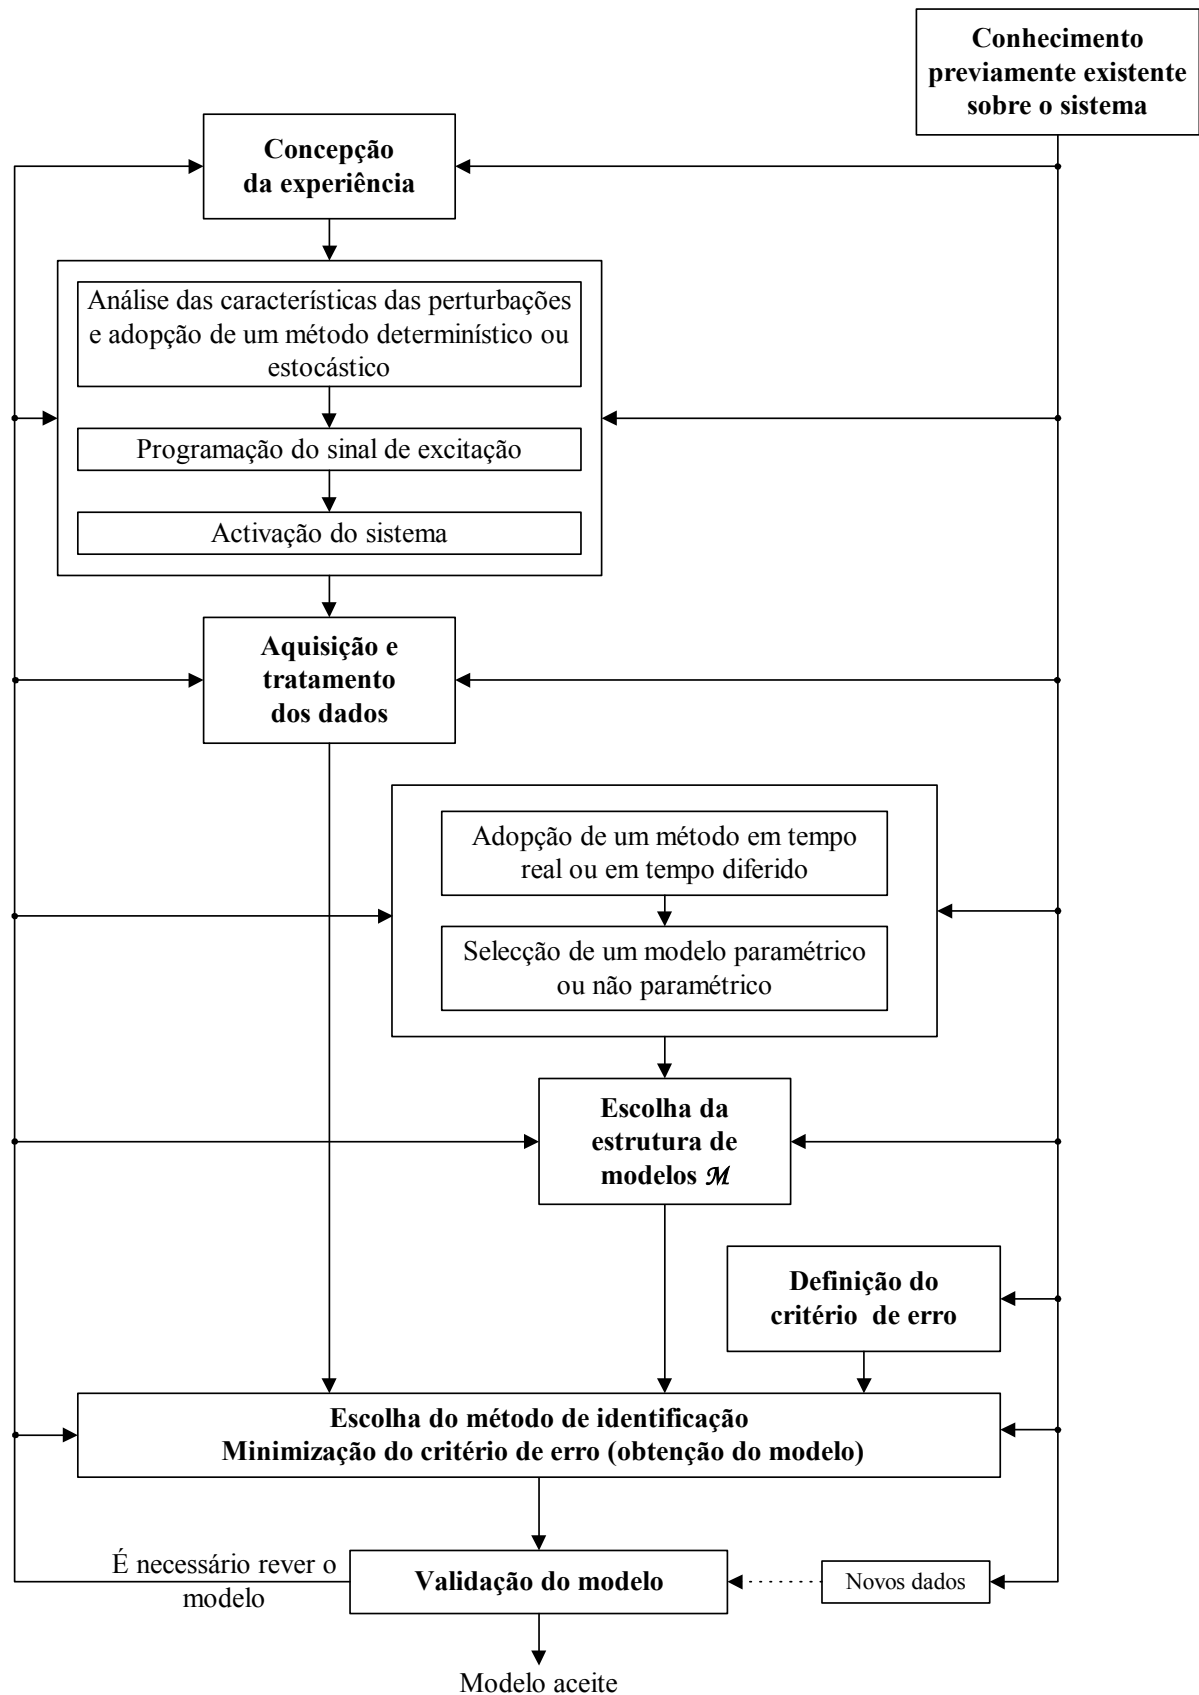 Conhecimento
previamente existente
sobre o sistema
Concepção
da experiência
Análise das características das perturbações
e adopção de um método determinístico ou
estocástico
Programação do sinal de excitação
Activação do sistema
Aquisição e
tratamento
dos dados
Adopção de um método em tempo
real ou em tempo diferido
Selecção de um modelo paramétrico
ou não paramétrico
Escolha da
estrutura de
modelos ℳ
Definição do
critério de erro
Escolha do método de identificação
Minimização do critério de erro (obtenção do modelo)
É necessário rever o
modelo
Validação do modelo
Novos dados
Modelo aceite